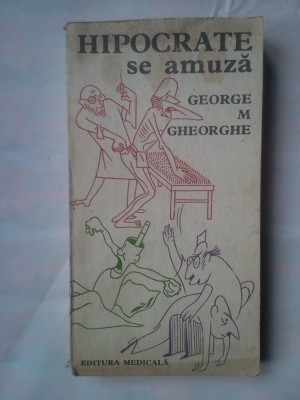 HIPOCRATE
se amuză
GEORGE
M
GHEORGHE
EDITURA MEDICALĂ